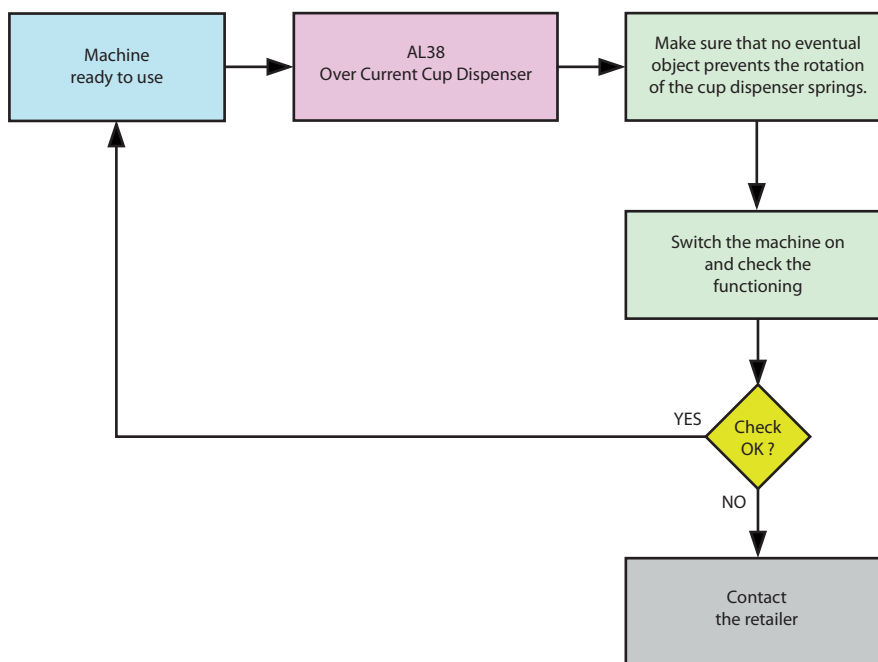 Machine
ready to use
AL38
Over Current Cup Dispenser
Make sure that no eventual
object prevents the rotation
of the cup dispenser springs.
Switch the machine on
and check the
functioning
YES
Check
OK ?
NO
Contact
the retailer